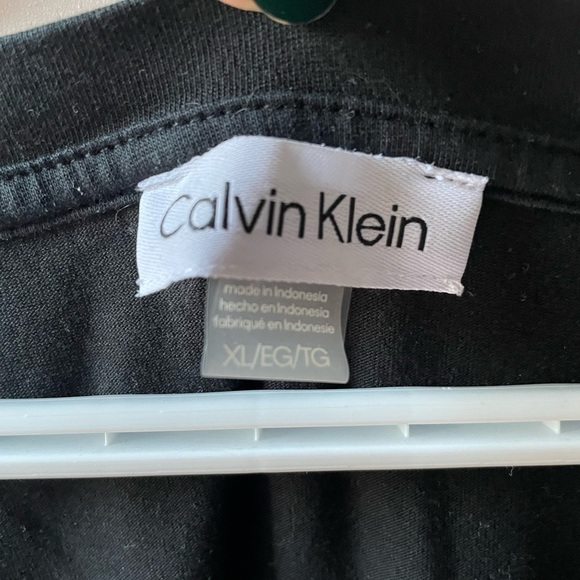 Calvin Klein
made in Indonesia
hecho en Indonesia
fabriqué en Indonesie
XL/EG/TG